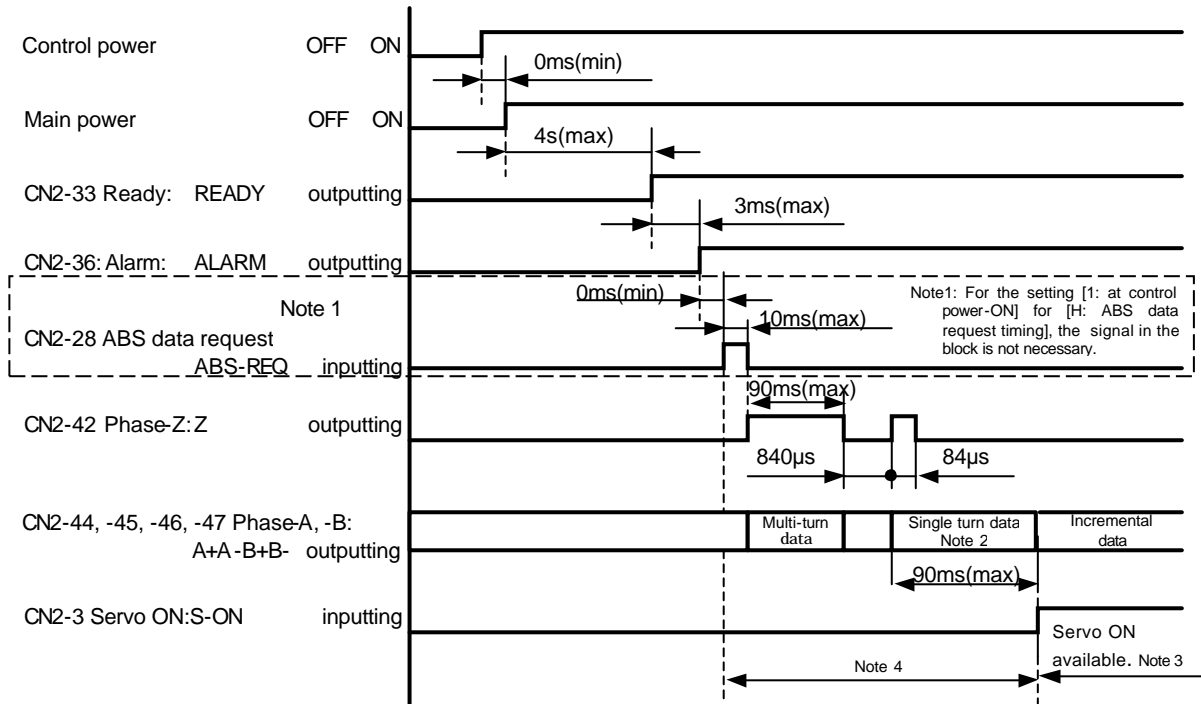 Control power OFF ON
0ms(min)
Main power OFF ON
4s(max)
CN2-33 Ready: READY outputting
3ms(max)
CN2-36: Alarm: ALARM outputting
0ms(min)
Note 1
10ms(max)
Note1: For the setting [1: at control
power-ON] for [H: ABS data
request timing], the signal in the
block is not necessary.
CN2-28 ABS data request
ABS-REQ inputting
90ms(max)
CN2-42 Phase-Z: Z outputting
840µs 84µs
CN2-44, -45, -46, -47 Phase-A, -B:
A+A-B+B- outputting
Multi-turn
data
Single turn data
Note 2
Incremental
data
90ms(max)
CN2-3 Servo ON:S-ON inputting
Servo ON
available. Note 3
Note 4